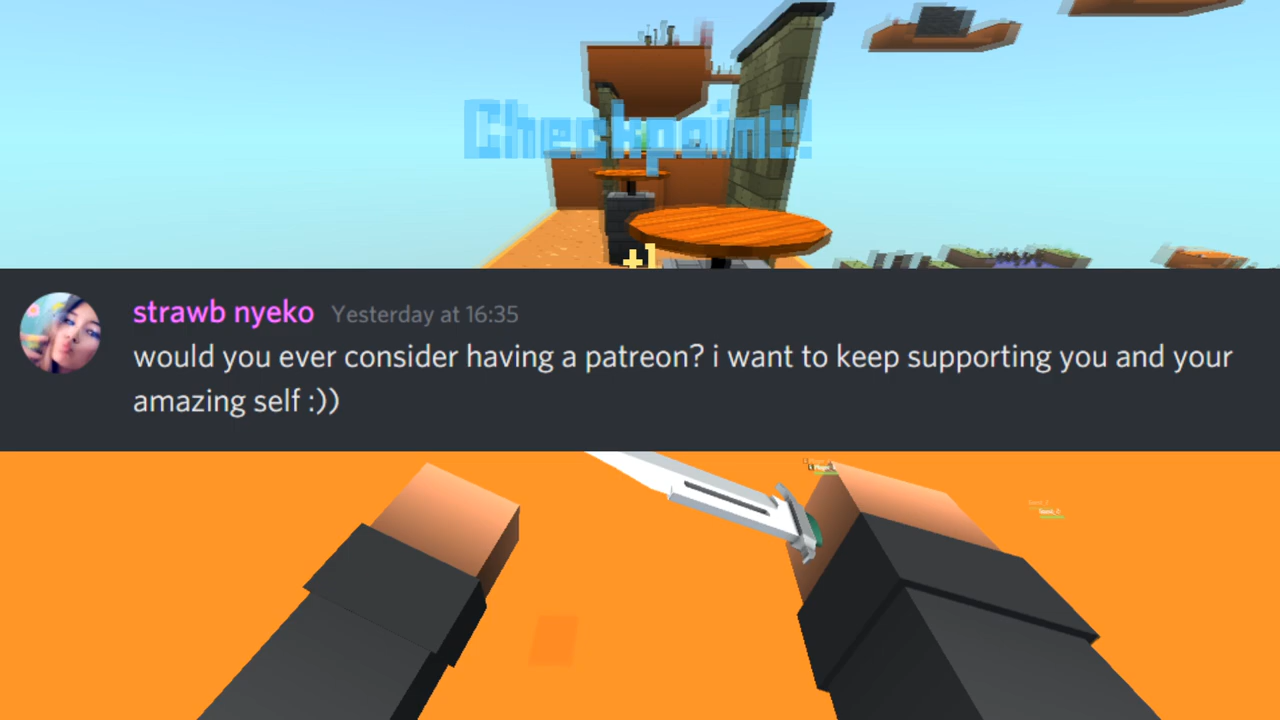 Checkpoint!
+1
strawb nyeko Yesterday at 16:35
would you ever consider having a patreon? i want to keep supporting you and your
amazing self :))